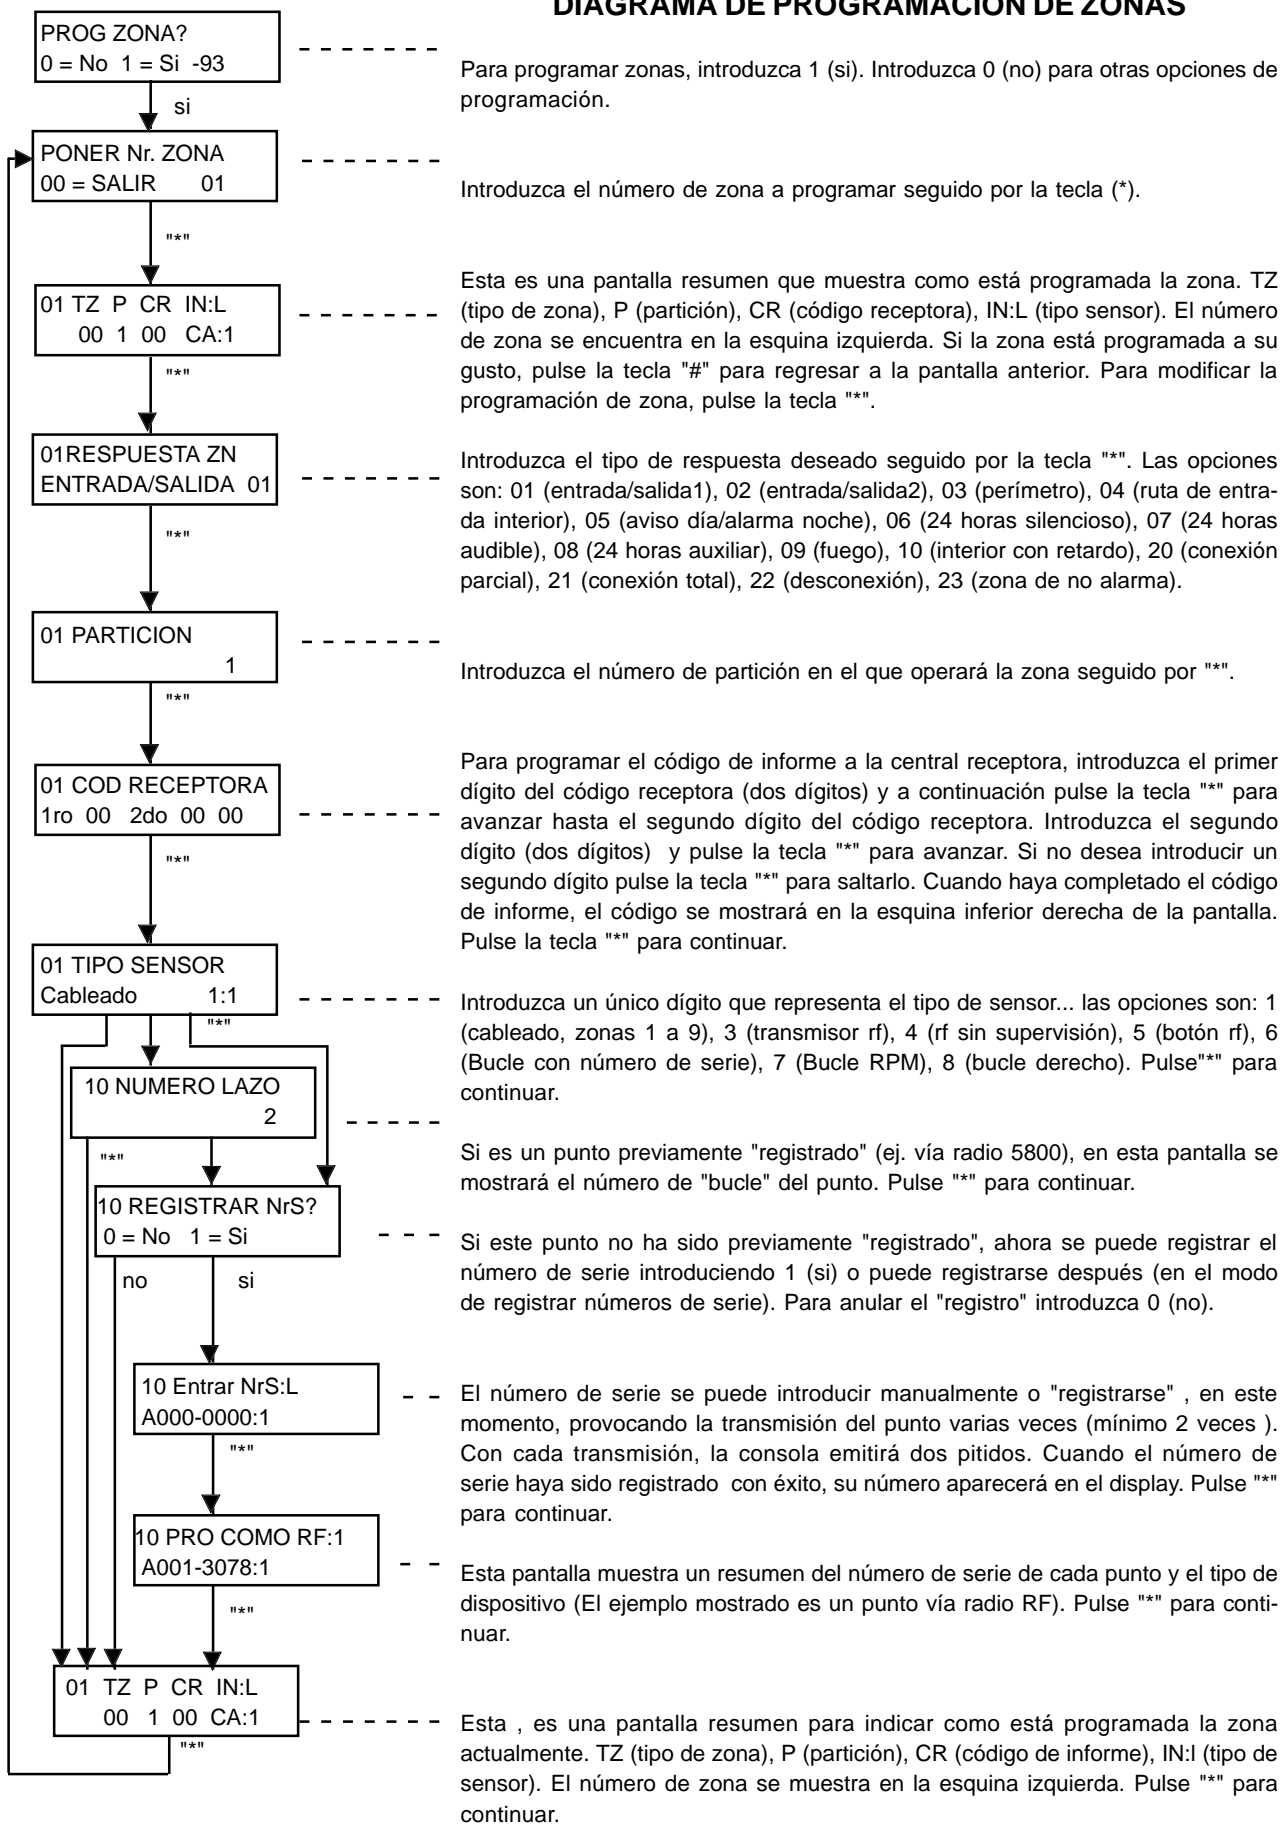 DIAGRAMA DE PROGRAMACION DE ZONAS
PROG ZONA?
0 = No 1 = Si -93
Para programar zonas, introduzca 1 (si). Introduzca 0 (no) para otras opciones de
programación.
si
PONER Nr. ZONA
00 = SALIR 01
Introduzca el número de zona a programar seguido por la tecla (*).
"*"
01 TZ P CR IN:L
00 1 00 CA:1
Esta es una pantalla resumen que muestra como está programada la zona. TZ
(tipo de zona), P (partición), CR (código receptora), IN:L (tipo sensor). El número
de zona se encuentra en la esquina izquierda. Si la zona está programada a su
gusto, pulse la tecla "#" para regresar a la pantalla anterior. Para modificar la
programación de zona, pulse la tecla "*".
"*"
01RESPUESTA ZN
ENTRADA/SALIDA 01
Introduzca el tipo de respuesta deseado seguido por la tecla "*". Las opciones
son: 01 (entrada/salida1), 02 (entrada/salida2), 03 (perímetro), 04 (ruta de entra-
da interior), 05 (aviso día/alarma noche), 06 (24 horas silencioso), 07 (24 horas
audible), 08 (24 horas auxiliar), 09 (fuego), 10 (interior con retardo), 20 (conexión
parcial), 21 (conexión total), 22 (desconexión), 23 (zona de no alarma).
"*"
01 PARTICION
1
Introduzca el número de partición en el que operará la zona seguido por "*".
"*"
01 COD RECEPTORA
1ro 00 2do 00 00
Para programar el código de informe a la central receptora, introduzca el primer
dígito del código receptora (dos dígitos) y a continuación pulse la tecla "*" para
avanzar hasta el segundo dígito del código receptora. Introduzca el segundo
dígito (dos dígitos) y pulse la tecla "*" para avanzar. Si no desea introducir un
segundo dígito pulse la tecla "*" para saltarlo. Cuando haya completado el código
de informe, el código se mostrará en la esquina inferior derecha de la pantalla.
Pulse la tecla "*" para continuar.
"*"
01 TIPO SENSOR
Cableado 1:1
Introduzca un único dígito que representa el tipo de sensor... las opciones son: 1
(cableado, zonas 1 a 9), 3 (transmisor rf), 4 (rf sin supervisión), 5 (botón rf), 6
(Bucle con número de serie), 7 (Bucle RPM), 8 (bucle derecho). Pulse"*" para
continuar.
"*"
10 NUMERO LAZO
2
Si es un punto previamente "registrado" (ej. vía radio 5800), en esta pantalla se
mostrará el número de "bucle" del punto. Pulse "*" para continuar.
"*"
10 REGISTRAR NrS?
0 = No 1 = Si
Si este punto no ha sido previamente "registrado", ahora se puede registrar el
número de serie introduciendo 1 (si) o puede registrarse después (en el modo
de registrar números de serie). Para anular el "registro" introduzca 0 (no).
no si
10 Entrar NrS:L
A000-0000:1
El número de serie se puede introducir manualmente o "registrarse" , en este
momento, provocando la transmisión del punto varias veces (mínimo 2 veces ).
Con cada transmisión, la consola emitirá dos pitidos. Cuando el número de
serie haya sido registrado con éxito, su número aparecerá en el display. Pulse "*"
para continuar.
"*"
10 PRO COMO RF:1
A001-3078:1
Esta pantalla muestra un resumen del número de serie de cada punto y el tipo de
dispositivo (El ejemplo mostrado es un punto vía radio RF). Pulse "*" para conti-
nuar.
"*"
01 TZ P CR IN:L
00 1 00 CA:1
Esta , es una pantalla resumen para indicar como está programada la zona
actualmente. TZ (tipo de zona), P (partición), CR (código de informe), IN:l (tipo de
sensor). El número de zona se muestra en la esquina izquierda. Pulse "*" para
continuar.
"*"